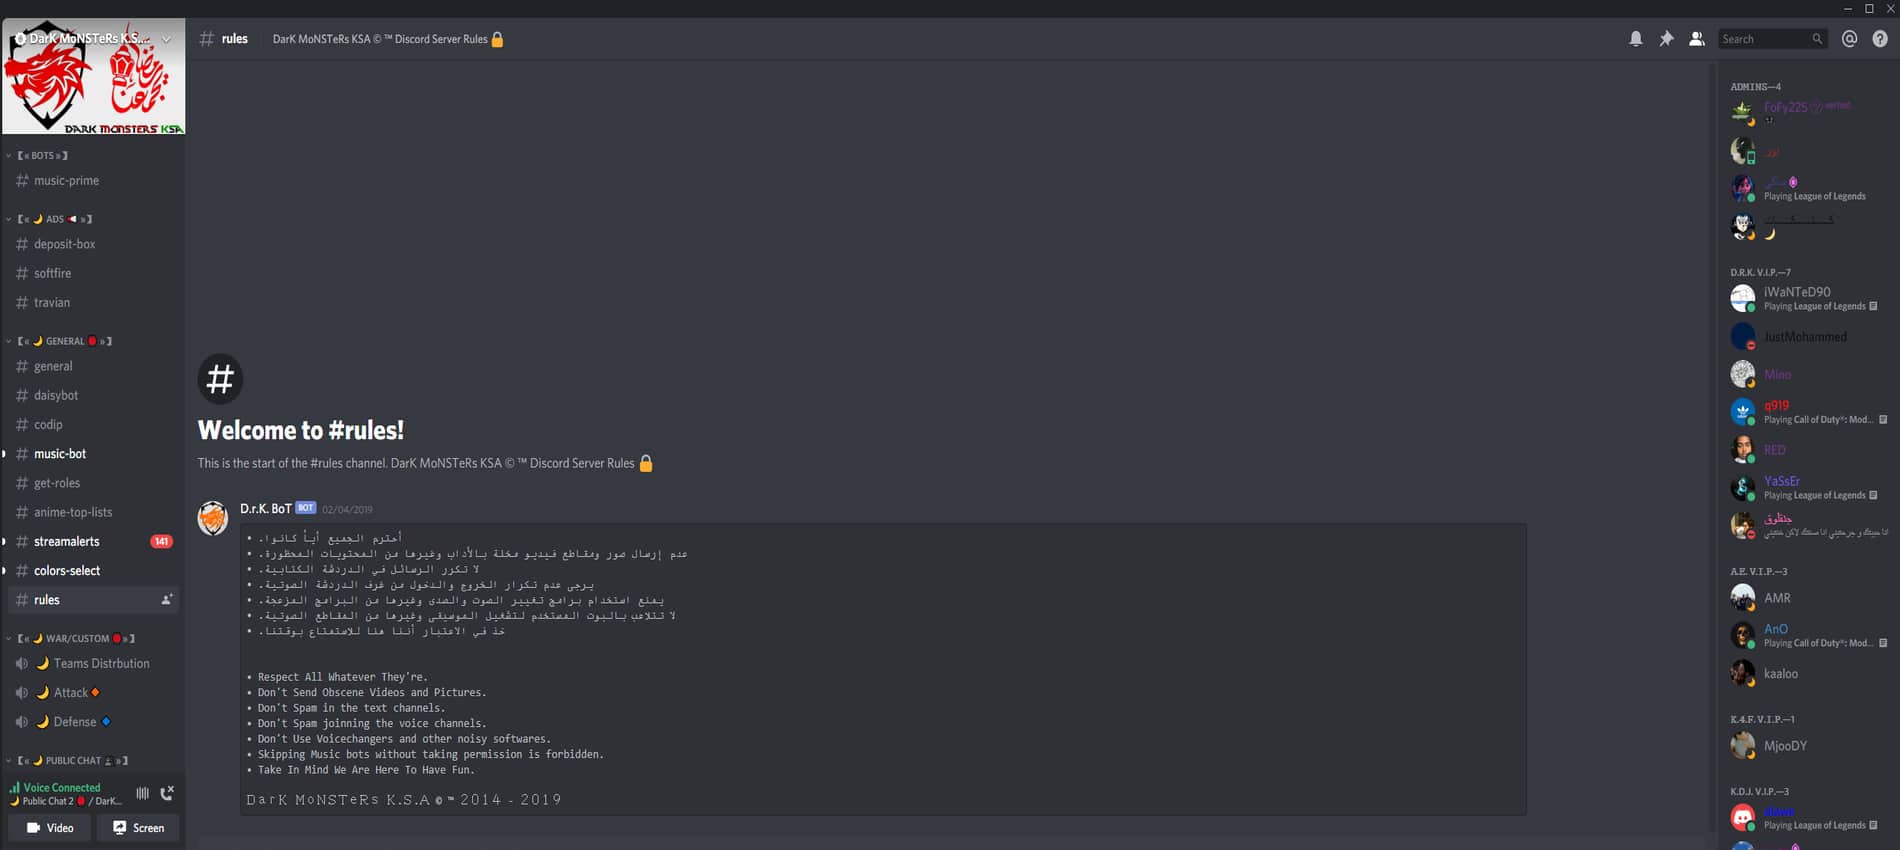 DarK MoNSTeRs K.S....
DARK MONSTERS KSA
【« BOTS »】
# music-prime
【« 🌙 ADS 📢 »】
# deposit-box
# softfire
# travian
【« 🌙 GENERAL 🔴 »】
# general
# daisybot
# codip
# music-bot
# get-roles
# anime-top-lists
# streamalerts 141
# colors-select
# rules
【« 🌙 WAR/CUSTOM 🔴 »】
🌙 Teams Distrbution
🌙 Attack 🔶
🌙 Defense 🔷
【« 🌙 PUBLIC CHAT »】
Voice Connected
🌙 Public Chat 2 🔴 / DarK...
Video Screen
# rules DarK MoNSTeRs KSA © ™ Discord Server Rules 🔒
Search
Welcome to #rules!
This is the start of the #rules channel. DarK MoNSTeRs KSA © ™ Discord Server Rules 🔒
D.r.K. BoT BOT 02/04/2019
• أحترم الجميع أياً كانوا.
• عدم إرسال صور ومقاطع فيديو مخلة بالأداب وغيرها من المحتويات المحظورة.
• لا تكرر الرسائل في الدردشة الكتابية.
• يرجى عدم تكرار الخروج والدخول من غرف الدردشة الصوتية.
• يمنع استخدام برامج تغيير الصوت والصدى وغيرها من البرامج المزعجة.
• لا تتلاعب بالبوت المستخدم لتشغيل الموسيقى وغيرها من المقاطع الصوتية.
• خذ في الاعتبار أننا هنا للإستمتاع بوقتنا.
• Respect All Whatever They're.
• Don't Send Obscene Videos and Pictures.
• Don't Spam in the text channels.
• Don't Spam joinning the voice channels.
• Don't Use Voicechangers and other noisy softwares.
• Skipping Music bots without taking permission is forbidden.
• Take In Mind We Are Here To Have Fun.
DarK MoNSTeRs K.S.A © ™ 2014 - 2019
ADMINS—4
FoFy225 verified
Playing League of Legends
D.R.K. V.I.P.—7
iWaNTeD90
Playing League of Legends
JustMohammed
Mino
q919
Playing Call of Duty®: Mod...
RED
YaSsEr
Playing League of Legends
جنقلوق
A.E. V.I.P.—3
AMR
AnO
Playing Call of Duty®: Mod...
kaaloo
K.4.F. V.I.P.—1
MjooDY
K.D.I. V.I.P.—3
Playing League of Legends